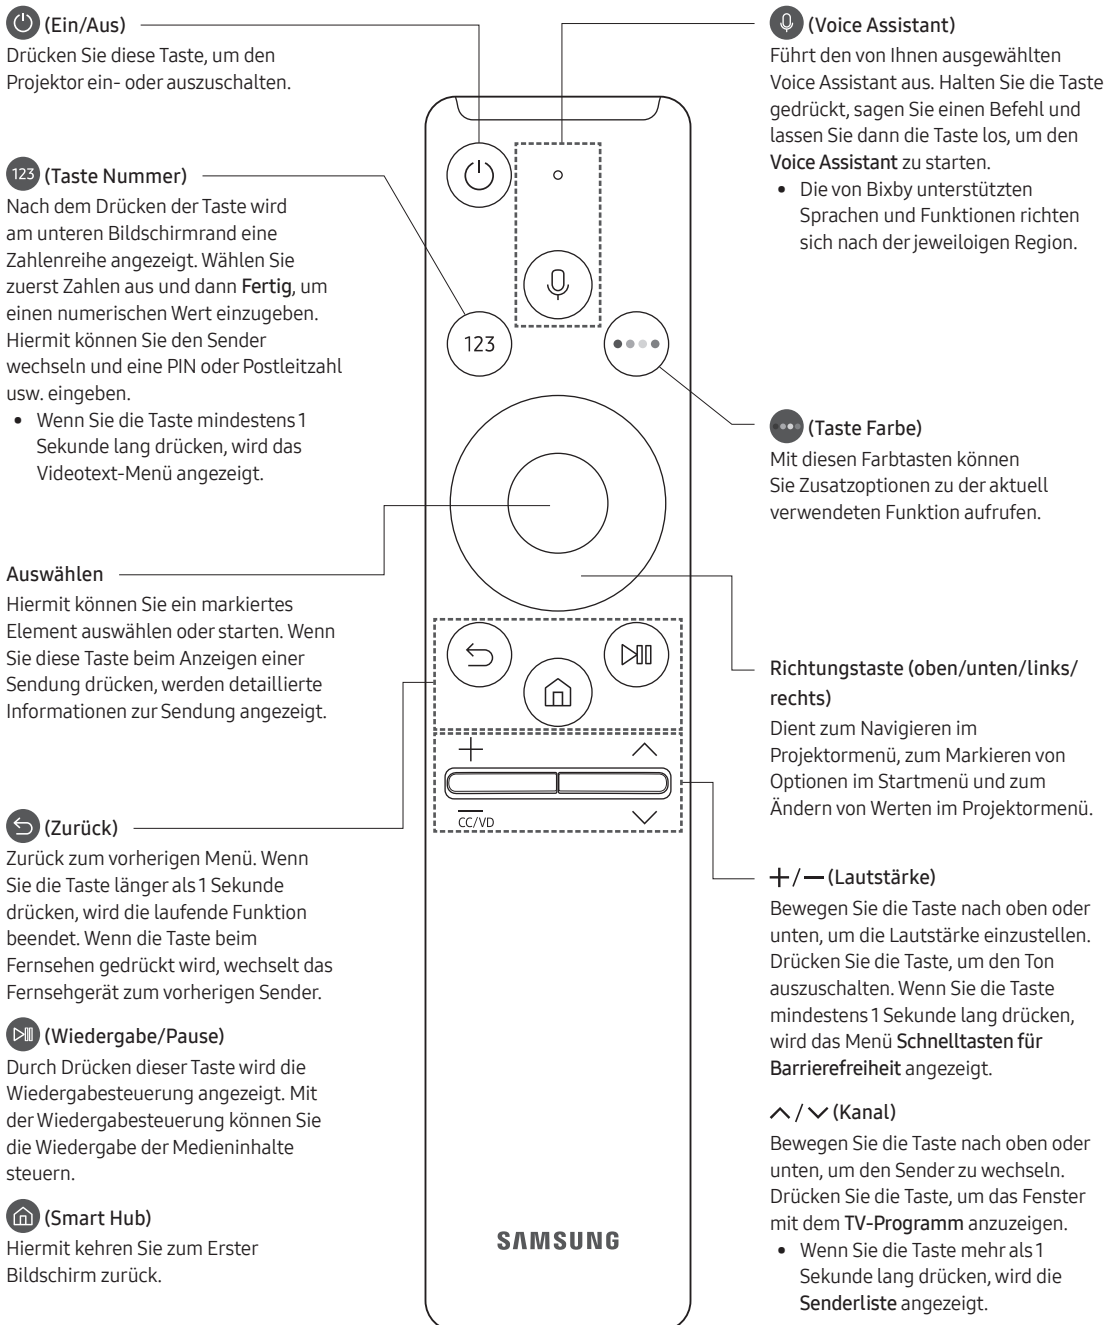 (Ein/Aus)
Drücken Sie diese Taste, um den
Projektor ein- oder auszuschalten.
123 (Taste Nummer)
Nach dem Drücken der Taste wird
am unteren Bildschirmrand eine
Zahlenreihe angezeigt. Wählen Sie
zuerst Zahlen aus und dann Fertig, um
einen numerischen Wert einzugeben.
Hiermit können Sie den Sender
wechseln und eine PIN oder Postleitzahl
usw. eingeben.
• Wenn Sie die Taste mindestens 1
Sekunde lang drücken, wird das
Videotext-Menü angezeigt.
Auswählen
Hiermit können Sie ein markiertes
Element auswählen oder starten. Wenn
Sie diese Taste beim Anzeigen einer
Sendung drücken, werden detaillierte
Informationen zur Sendung angezeigt.
(Zurück)
Zurück zum vorherigen Menü. Wenn
Sie die Taste länger als 1 Sekunde
drücken, wird die laufende Funktion
beendet. Wenn die Taste beim
Fernsehen gedrückt wird, wechselt das
Fernsehgerät zum vorherigen Sender.
(Wiedergabe/Pause)
Durch Drücken dieser Taste wird die
Wiedergabesteuerung angezeigt. Mit
der Wiedergabesteuerung können Sie
die Wiedergabe der Medieninhalte
steuern.
(Smart Hub)
Hiermit kehren Sie zum Erster
Bildschirm zurück.
123
CC/VD
SAMSUNG
(Voice Assistant)
Führt den von Ihnen ausgewählten
Voice Assistant aus. Halten Sie die Taste
gedrückt, sagen Sie einen Befehl und
lassen Sie dann die Taste los, um den
Voice Assistant zu starten.
• Die von Bixby unterstützten
Sprachen und Funktionen richten
sich nach der jeweiloigen Region.
(Taste Farbe)
Mit diesen Farbtasten können
Sie Zusatzoptionen zu der aktuell
verwendeten Funktion aufrufen.
Richtungstaste (oben/unten/links/
rechts)
Dient zum Navigieren im
Projektormenü, zum Markieren von
Optionen im Startmenü und zum
Ändern von Werten im Projektormenü.
+/— (Lautstärke)
Bewegen Sie die Taste nach oben oder
unten, um die Lautstärke einzustellen.
Drücken Sie die Taste, um den Ton
auszuschalten. Wenn Sie die Taste
mindestens 1 Sekunde lang drücken,
wird das Menü Schnelltasten für
Barrierefreiheit angezeigt.
/ (Kanal)
Bewegen Sie die Taste nach oben oder
unten, um den Sender zu wechseln.
Drücken Sie die Taste, um das Fenster
mit dem TV-Programm anzuzeigen.
• Wenn Sie die Taste mehr als 1
Sekunde lang drücken, wird die
Senderliste angezeigt.